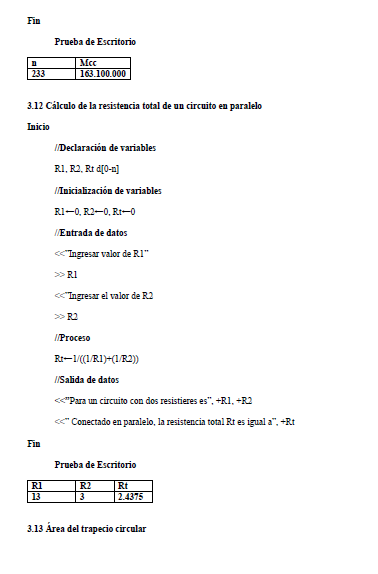 Fin
Prueba de Escritorio
n Mcc
233 163.100.000
3.12 Cálculo de la resistencia total de un circuito en paralelo
Inicio
//Declaración de variables
R1, R2, Rt d[0-n]
//Inicialización de variables
R1←0, R2←0, Rt←0
//Entrada de datos
<<"Ingresar valor de R1"
>> R1
<<"Ingresar el valor de R2
>> R2
//Proceso
Rt←1/((1/R1)+(1/R2))
//Salida de datos
<<"Para un circuito con dos resistieres es", +R1, +R2
<<" Conectado en paralelo, la resistencia total Rt es igual a", +Rt
Fin
Prueba de Escritorio
R1 R2 Rt
13 3 2.4375
3.13 Área del trapecio circular